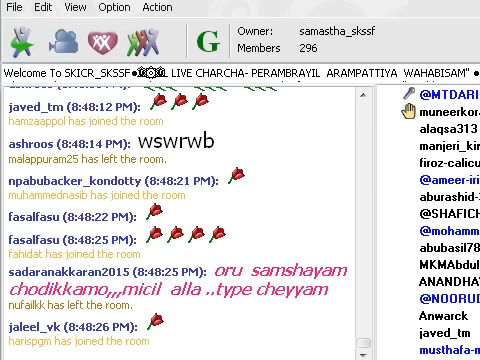 File Edit View Option Action
G
Owner: samastha_skssf
Members 296
Welcome To SKICR_SKSSF LIVE CHARCHA- PERAMBRAYIL ARAMPATTIYA WAHABISAM"
javed_tm (8:48:12 PM):
hamzaappol has joined the room
ashroos (8:48:14 PM): wswrwb
malappuram25 has left the room.
npabubacker_kondotty (8:48:21 PM):
muhammednasib has joined the room
fasalfasu (8:48:22 PM):
fasalfasu (8:48:25 PM):
fahidat has joined the room
sadaranakkaran2015 (8:48:25 PM): oru samshayam
chodikkamo,,,micil alla ..type cheyyam
nufailkk has left the room.
jaleel_vk (8:48:26 PM):
harispgm has joined the room
@MTDARI
muneerkora
alaqsa313
manjeri_kin
firoz-calicu
@ameer-iri
aburashid-3
@SHAFICH
@mohamm
abubasil78
MKMAbdul
ANANDHA
@NOORUD
Anwarck
javed_tm
musthafa-m